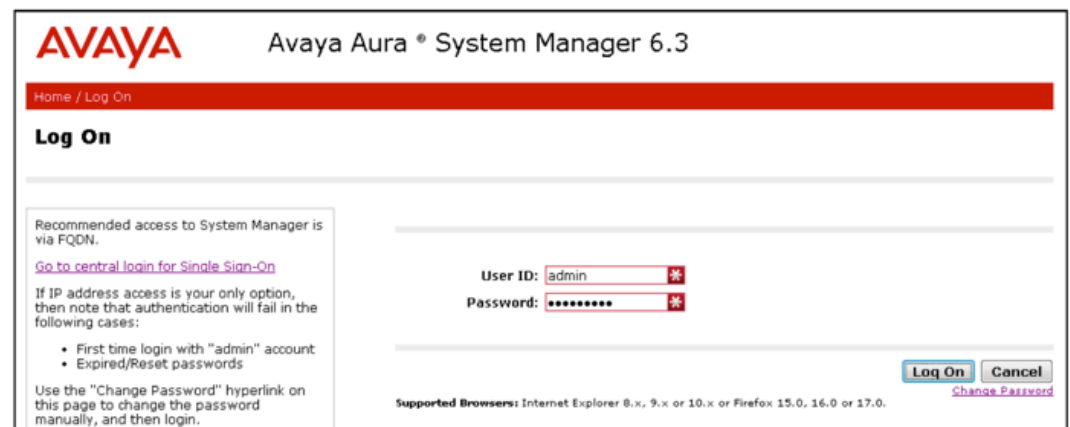 AVAYA
Avaya Aura ® System Manager 6.3
Home / Log On
Log On
Recommended access to System Manager is
via FQDN.
Go to central login for Single Sign-On
If IP address access is your only option,
then note that authentication will fail in the
following cases:
• First time login with "admin" account
• Expired/Reset passwords
Use the "Change Password" hyperlink on
this page to change the password
manually, and then login.
User ID: admin
Password: •••••••••
Log On Cancel
Change Password
Supported Browsers: Internet Explorer 8.x, 9.x or 10.x or Firefox 15.0, 16.0 or 17.0.